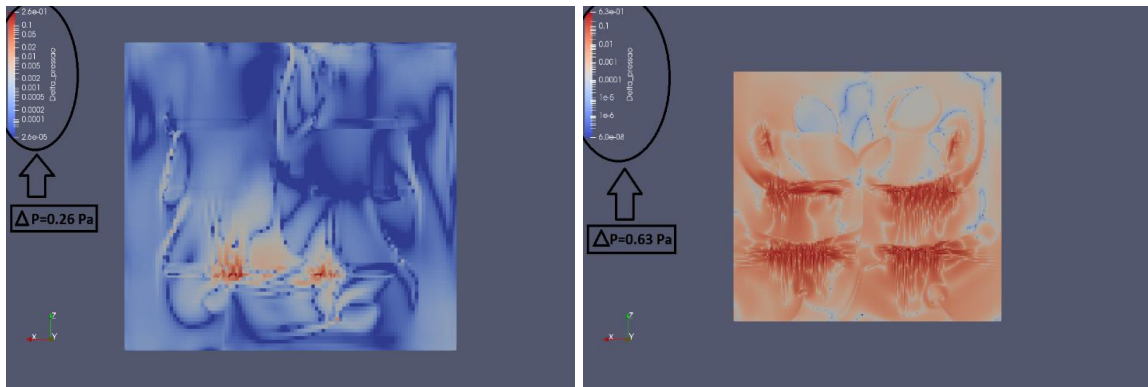 2.6e-01
0.1
0.05
0.02
0.01
0.005
0.002
0.001
0.0005
0.0002
0.0001
2.6e-05
Delta_pressao
ΔP=0.26 Pa
Z
X
Y
6.3e-01
0.1
0.01
0.001
0.0001
1e-5
1e-6
6.0e-08
Delta_pressao
ΔP=0.63 Pa
Z
X
Y